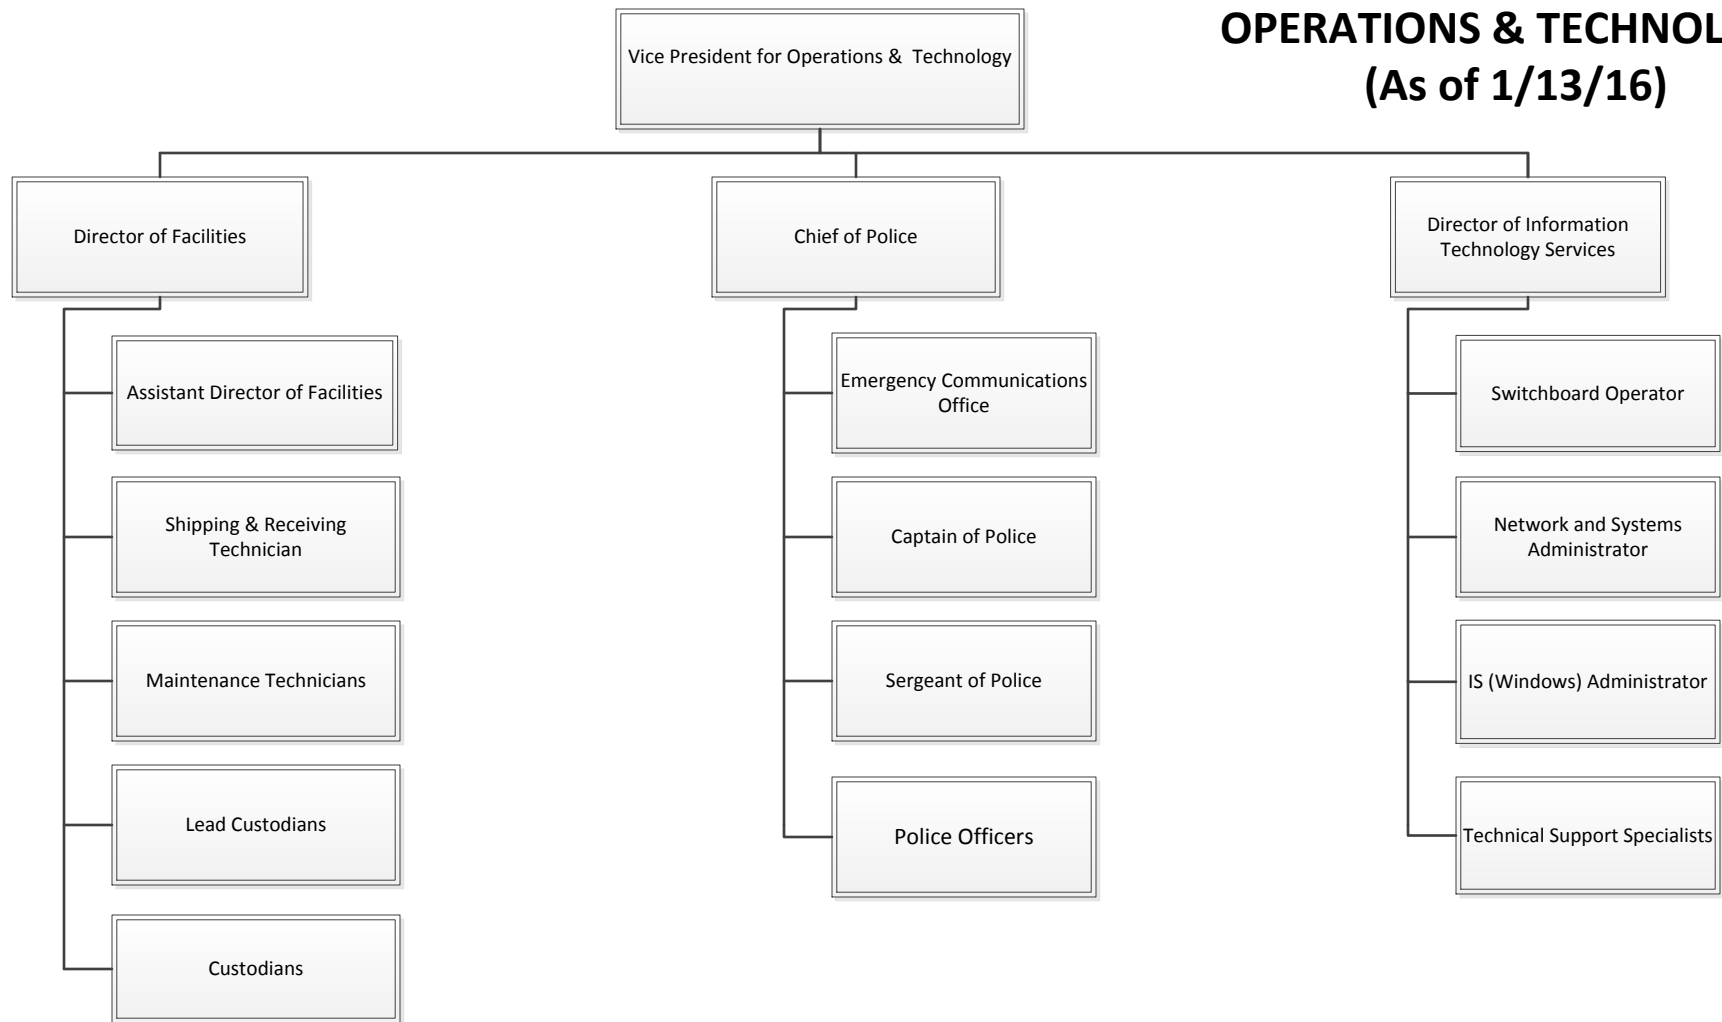 OPERATIONS & TECHNOL
(As of 1/13/16)
Vice President for Operations & Technology
Director of Facilities
Chief of Police
Director of Information
Technology Services
Assistant Director of Facilities
Shipping & Receiving
Technician
Maintenance Technicians
Lead Custodians
Custodians
Emergency Communications
Office
Captain of Police
Sergeant of Police
Police Officers
Switchboard Operator
Network and Systems
Administrator
IS (Windows) Administrator
Technical Support Specialists